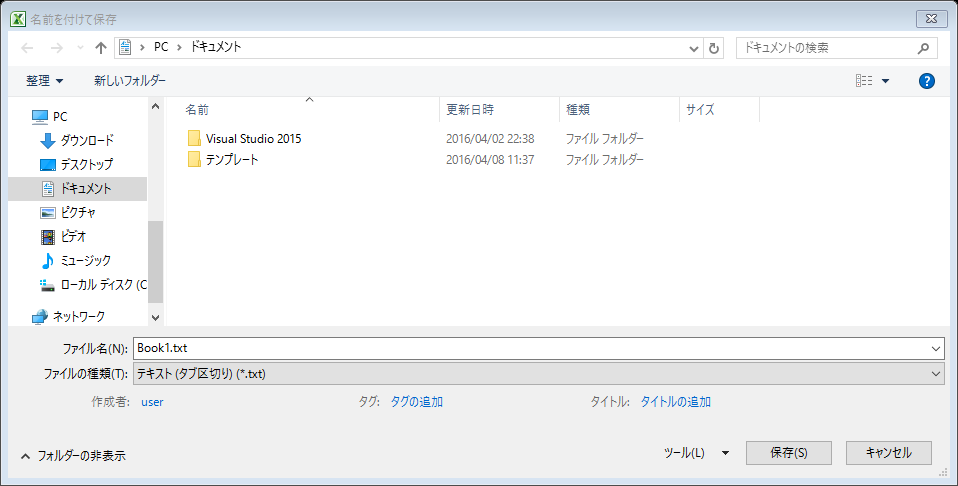 名前を付けて保存
PC › ドキュメント
ドキュメントの検索
整理 新しいフォルダー
名前 更新日時 種類 サイズ
PC
ダウンロード
デスクトップ
ドキュメント
ピクチャ
ビデオ
ミュージック
ローカル ディスク (C
ネットワーク
Visual Studio 2015 2016/04/02 22:38 ファイル フォルダー
テンプレート 2016/04/08 11:37 ファイル フォルダー
ファイル名(N): Book1.txt
ファイルの種類(T): テキスト (タブ区切り) (*.txt)
作成者: user タグ: タグの追加 タイトル: タイトルの追加
フォルダーの非表示 ツール(L) 保存(S) キャンセル